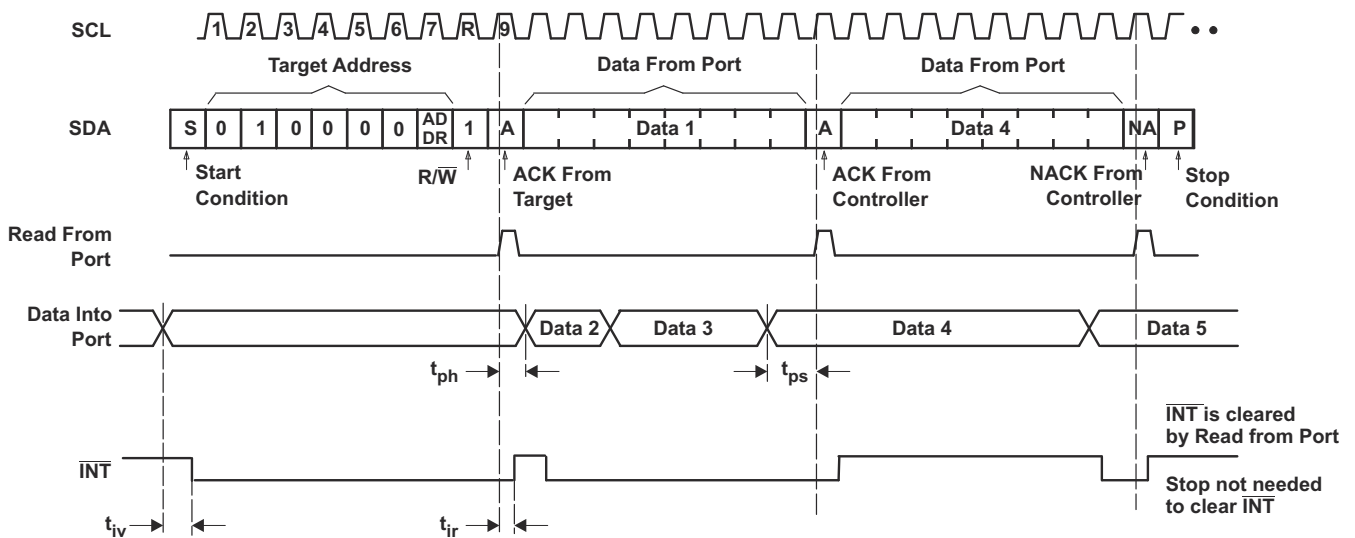 SCL
1 2 3 4 5 6 7 R 9
Target Address
Data From Port
Data From Port
SDA
S 0 1 0 0 0 0 AD DR 1 A Data 1 A Data 4 NA P
Start
Condition
R/W
ACK From
Target
ACK From
Controller
NACK From
Controller
Stop
Condition
Read From
Port
Data Into
Port
Data 2
Data 3
Data 4
Data 5
tph
tps
INT is cleared
by Read from Port
INT
Stop not needed
to clear INT
tiv
tir